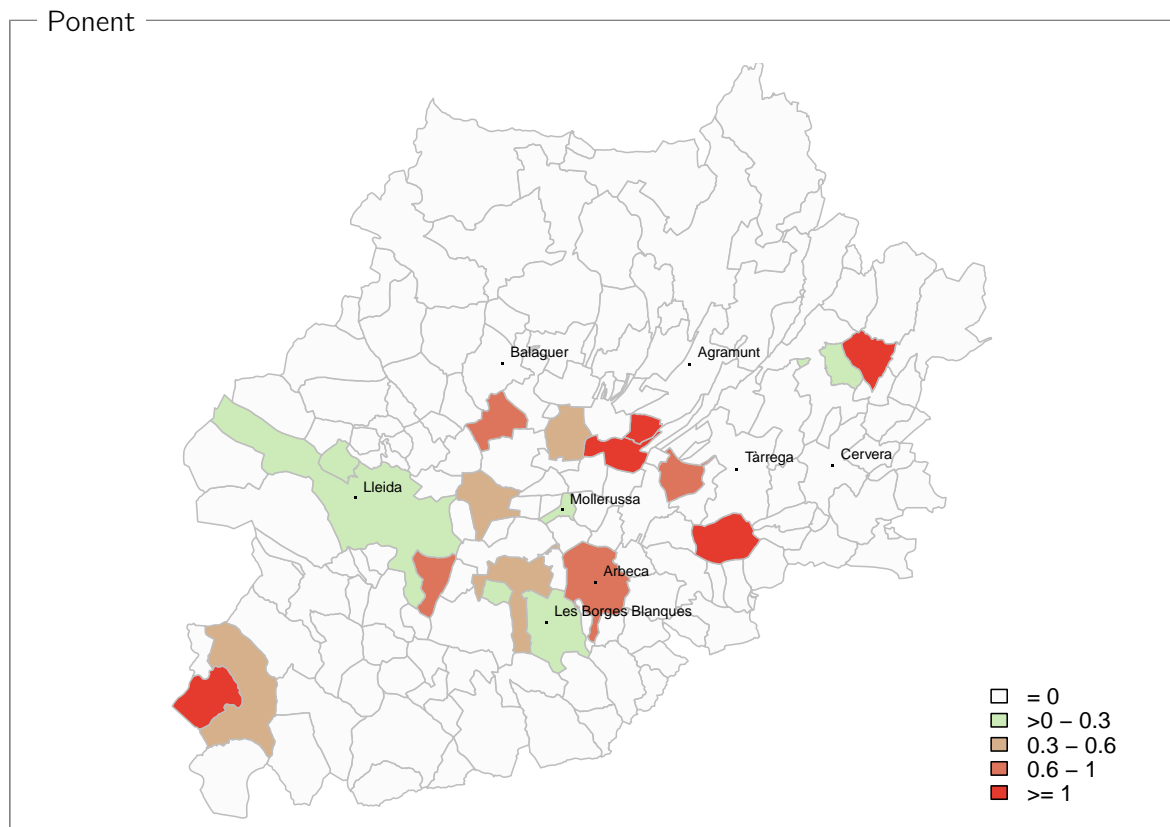 Ponent
Balaguer
Agramunt
Tàrrega
Cervera
Lleida
Mollerussa
Arbeca
Les Borges Blanques
= 0
>0 – 0.3
0.3 – 0.6
0.6 – 1
>= 1